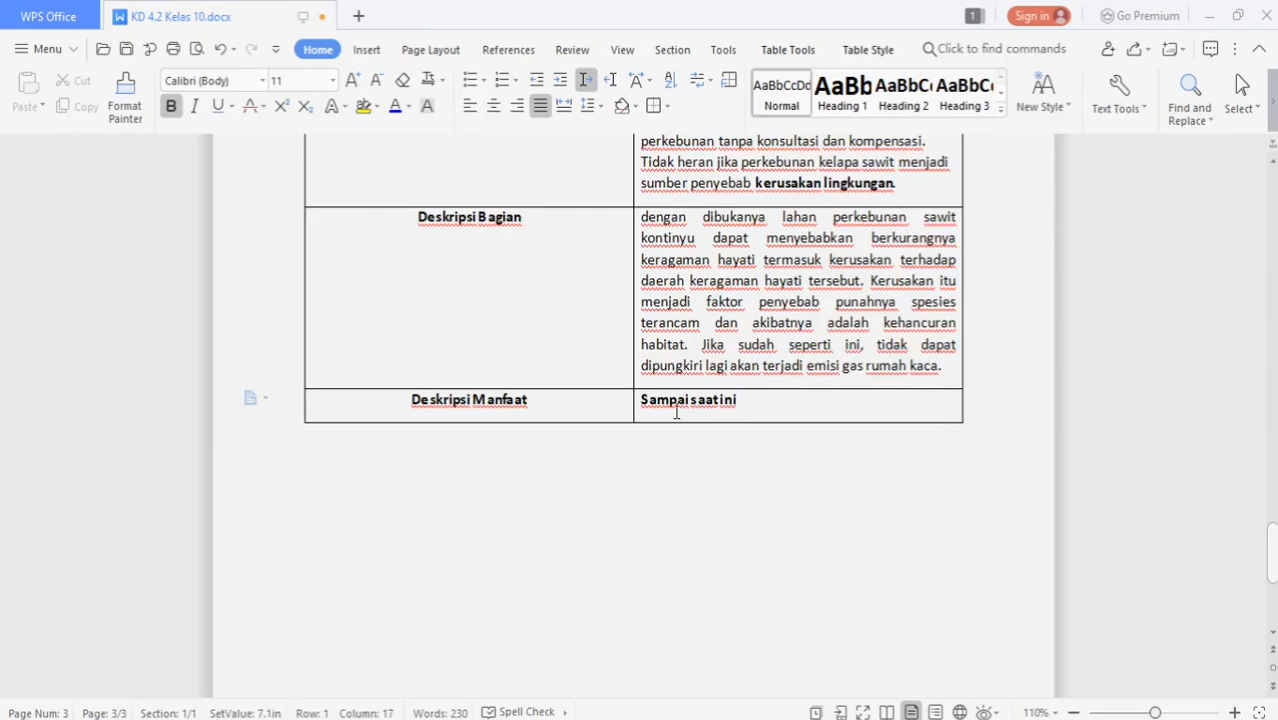 WPS Office
KD 4.2 Kelas 10.docx
1
Sign in
Go Premium
Menu
Home
Insert
Page Layout
References
Review
View
Section
Tools
Table Tools
Table Style
Click to find commands
Paste
Cut
Copy
Format
Painter
Calibri (Body)
11
AaBbCcDd
Normal
AaBb
Heading 1
AaBbC
Heading 2
AaBbC
Heading 3
New Style
Text Tools
Find and
Replace
Select
perkebunan tanpa konsultasi dan kompensasi.
Tidak heran jika perkebunan kelapa sawit menjadi
sumber penyebab kerusakan lingkungan.
Deskripsi Bagian
dengan dibukanya lahan perkebunan sawit
kontinyu dapat menyebabkan berkurangnya
keragaman hayati termasuk kerusakan terhadap
daerah keragaman hayati tersebut. Kerusakan itu
menjadi faktor penyebab punahnya spesies
terancam dan akibatnya adalah kehancuran
habitat. Jika sudah seperti ini, tidak dapat
dipungkiri lagi akan terjadi emisi gas rumah kaca.
Deskripsi Manfaat
Sampai saat ini
Page Num: 3
Page: 3/3
Section: 1/1
SetValue: 7.1in
Row: 1
Column: 17
Words: 230
Spell Check
110%